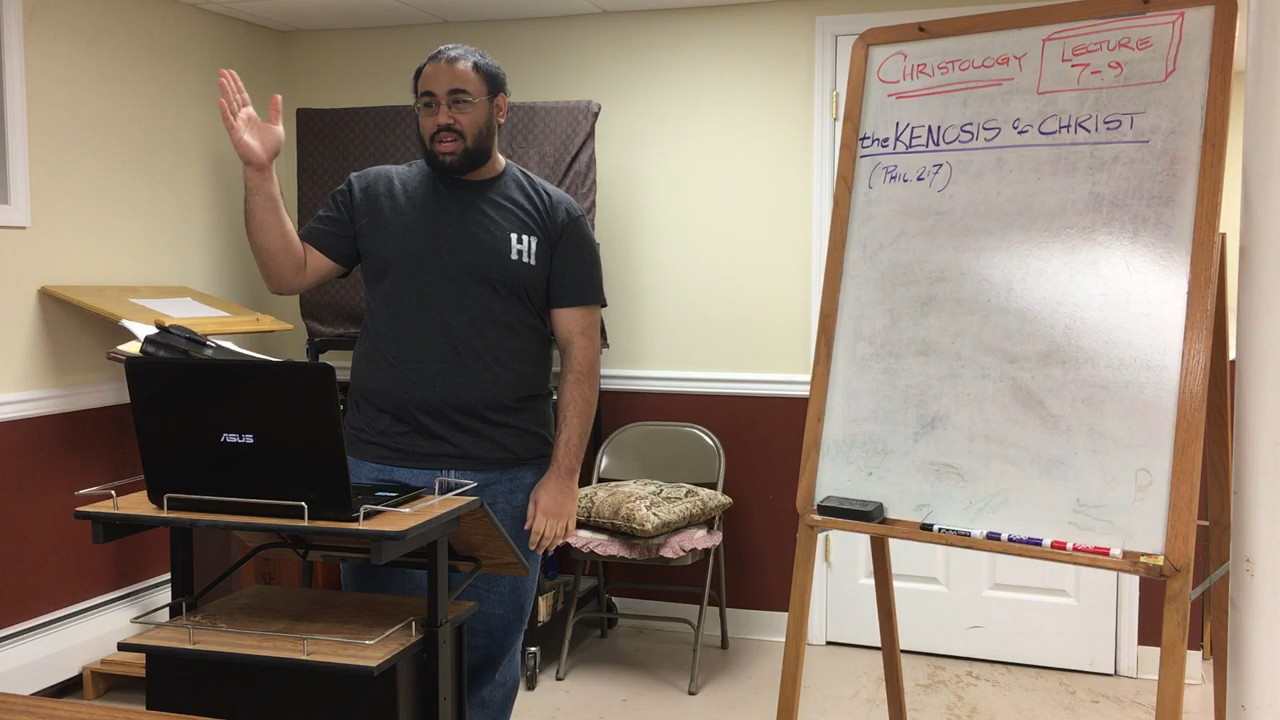 CHRISTOLOGY
LECTURE
7-9
the KENOSIS of CHRIST
(PHIL. 2:7)
HI
ASUS